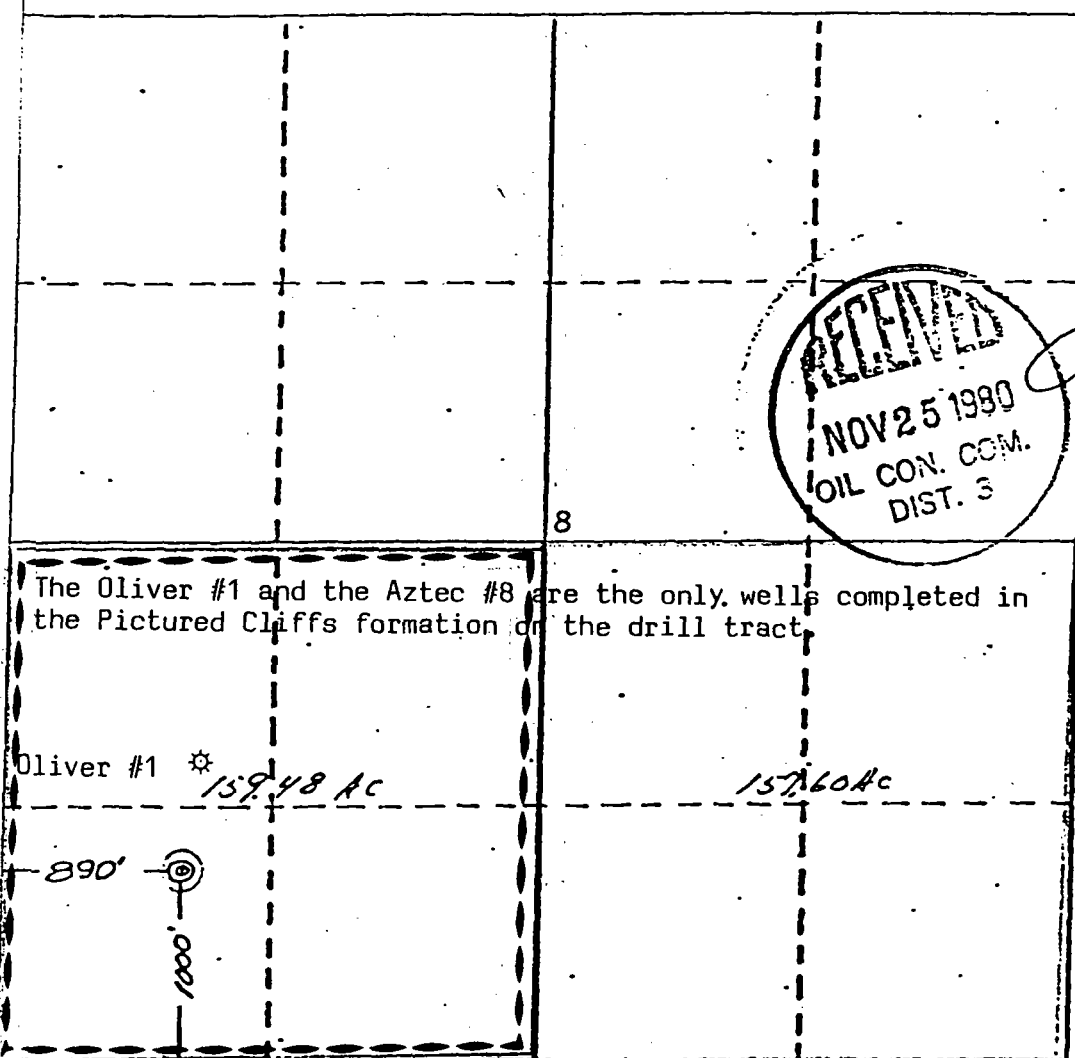 RECEIVED
NOV 25 1980
OIL CON. COM.
DIST. 3
8
The Oliver #1 and the Aztec #8 are the only wells completed in
the Pictured Cliffs formation on the drill tract.
Oliver #1
159.48 AC
157.60 Ac
890'
1000'